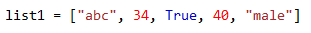 list1 = ["abc", 34, True, 40, "male"]